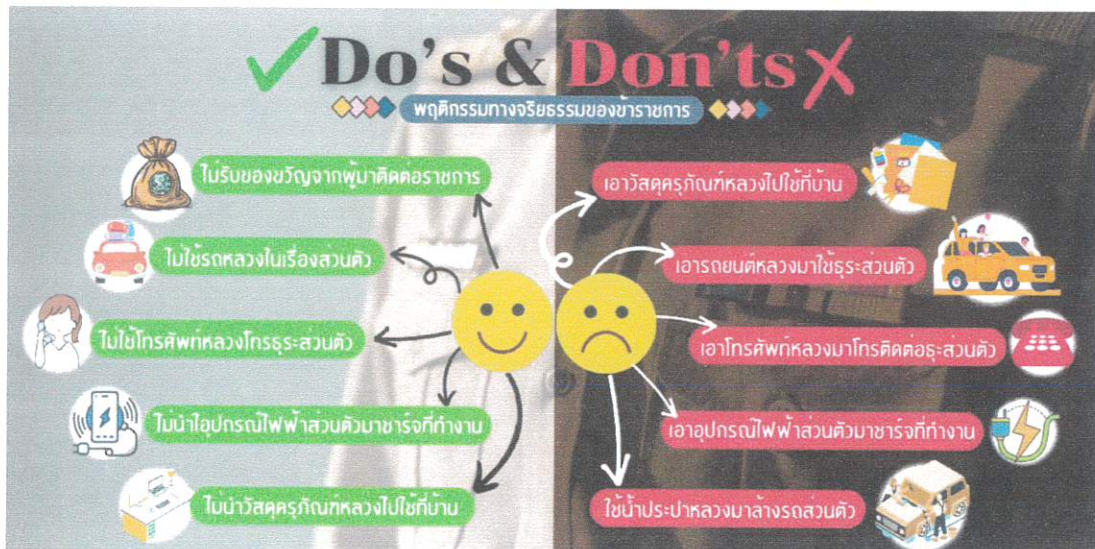 Do's & Don'ts
พฤติกรรมทางจริยธรรมของข้าราชการ
ไม่รับของขวัญจากผู้มาติดต่อราชการ
ไม่ใช้รถหลวงในเรื่องส่วนตัว
ไม่ใช้โทรศัพท์หลวงโทรธุระส่วนตัว
ไม่นำไอุปกรณ์ไฟฟ้าส่วนตัวมาชาร์จที่ทำงาน
ไม่นำวัสดุครุภัณฑ์หลวงไปใช้ที่บ้าน
เอาวัสดุครุภัณฑ์หลวงไปใช้ที่บ้าน
เอารถยนต์หลวงมาใช้ธุระส่วนตัว
เอาโทรศัพท์หลวงมาโทรติดต่อธุะส่วนตัว
เอาอุปกรณ์ไฟฟ้าส่วนตัวมาชาร์จที่ทำงาน
ใช้น้ำประปาหลวงมาล้างรถส่วนตัว